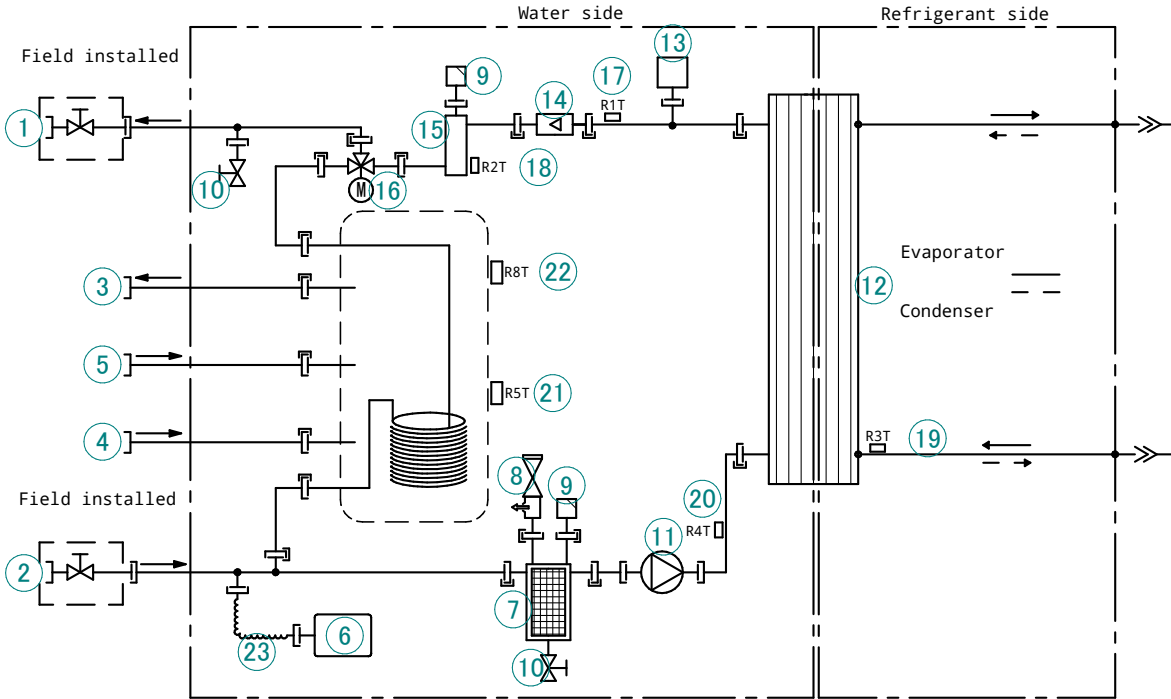 Water side
Refrigerant side
Field installed
13
9
17
R1T
14
1
15
R2T
18
10
M
16
3
R8T
22
12
Evaporator
Condenser
5
R5T
21
4
R3T
19
Field installed
8
9
20
R4T
11
2
7
6
23
10